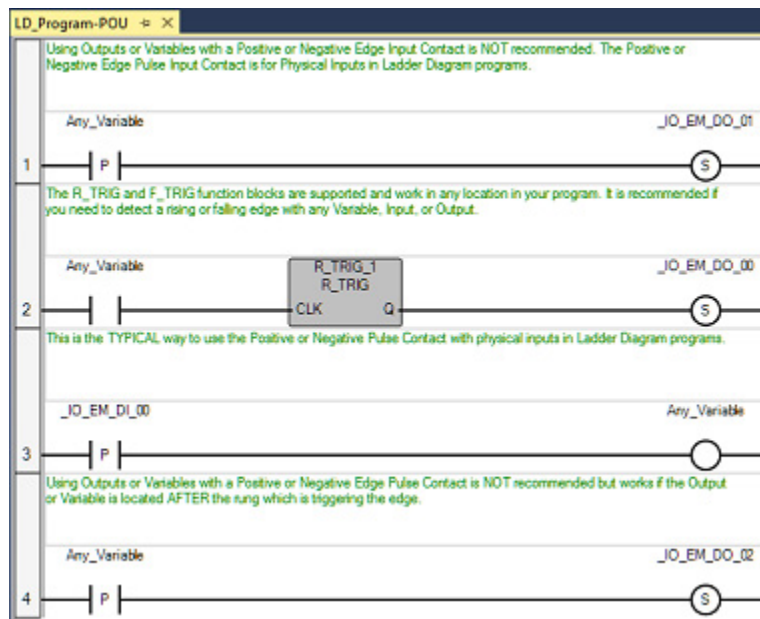 LD_Program-POU
Using Outputs or Variables with a Positive or Negative Edge Input Contact is NOT recommended. The Positive or
Negative Edge Pulse Input Contact is for Physical Inputs in Ladder Diagram programs.
Any_Variable _IO_EM_DO_01
1 P S
The R_TRIG and F_TRIG function blocks are supported and work in any location in your program. It is recommended if
you need to detect a rising or falling edge with any Variable, Input, or Output.
Any_Variable R_TRIG_1 _IO_EM_DO_00
R_TRIG
2 CLK Q S
This is the TYPICAL way to use the Positive or Negative Pulse Contact with physical inputs in Ladder Diagram programs.
_IO_EM_DI_00 Any_Variable
3 P
Using Outputs or Variables with a Positive or Negative Edge Pulse Contact is NOT recommended but works if the Output
or Variable is located AFTER the rung which is triggering the edge.
Any_Variable _IO_EM_DO_02
4 P S